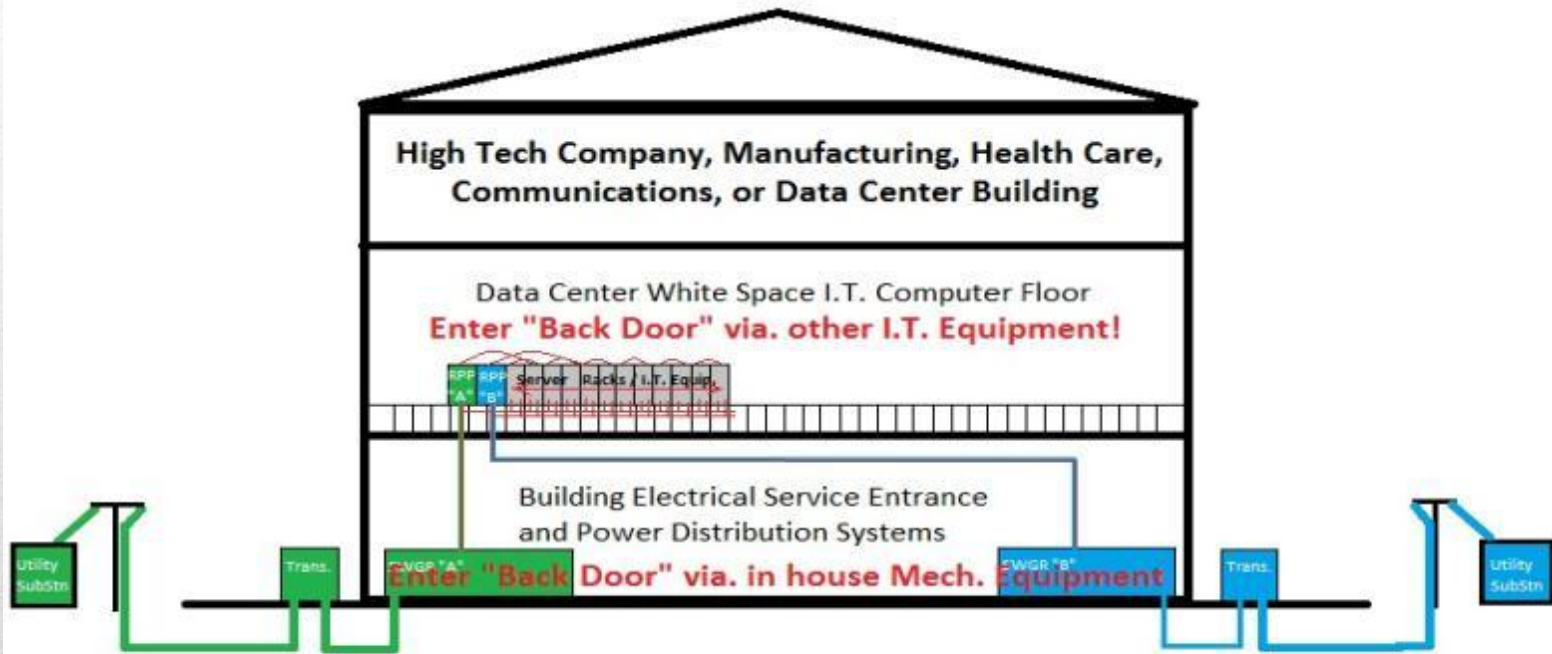 High Tech Company, Manufacturing, Health Care,
Communications, or Data Center Building
Data Center White Space I.T. Computer Floor
Enter "Back Door" via. other I.T. Equipment!
RPP
"A"
RPP
"B"
Server Racks / I.T. Equip.
Building Electrical Service Entrance
and Power Distribution Systems
Utility
SubStn
Trans.
SWGR "A"
Enter "Back Door" via. in house Mech. Equipment
SWGR "B"
Trans.
Utility
SubStn